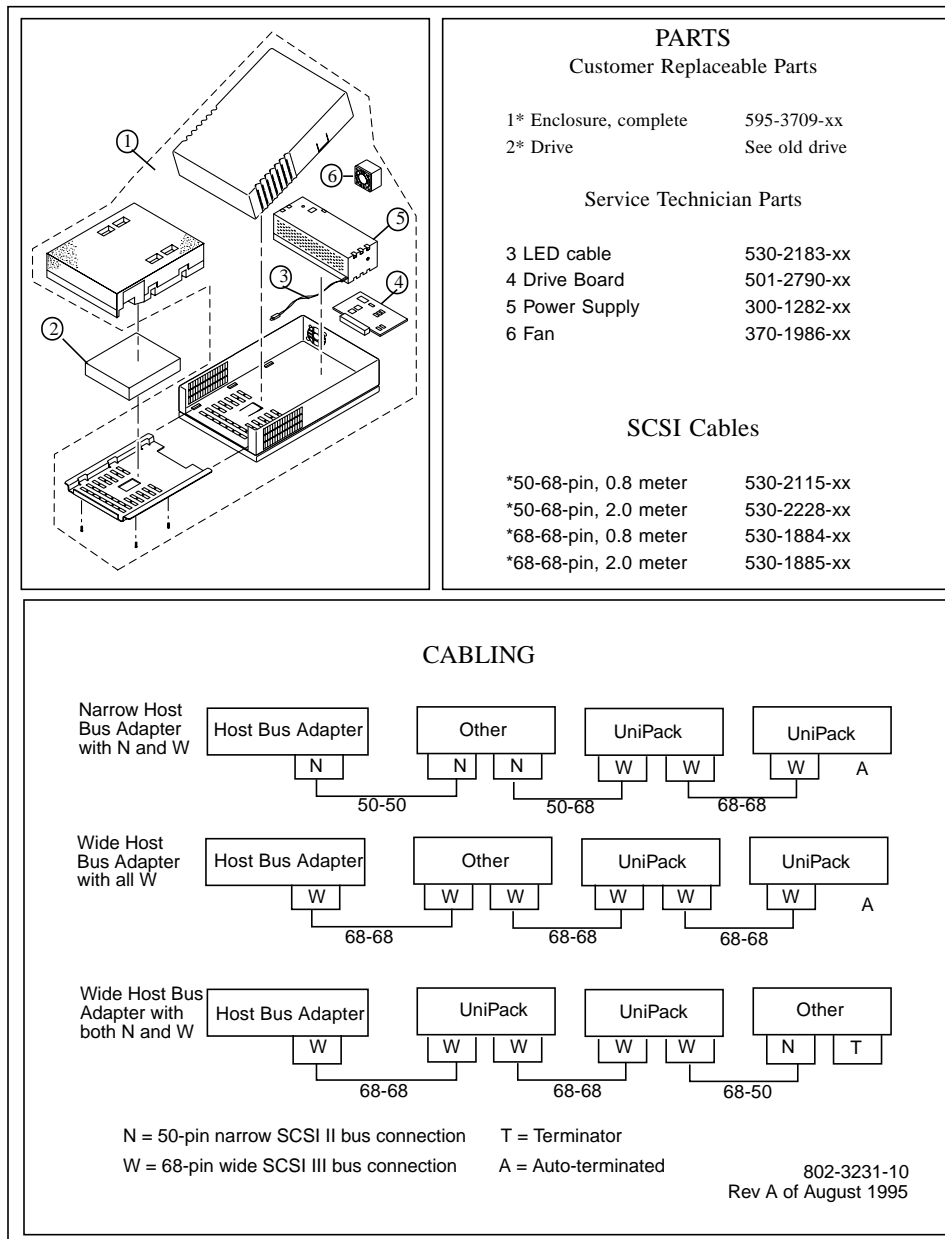 1
6
5
3
4
2
PARTS
Customer Replaceable Parts
1* Enclosure, complete 595-3709-xx
2* Drive See old drive
Service Technician Parts
3 LED cable 530-2183-xx
4 Drive Board 501-2790-xx
5 Power Supply 300-1282-xx
6 Fan 370-1986-xx
SCSI Cables
*50-68-pin, 0.8 meter 530-2115-xx
*50-68-pin, 2.0 meter 530-2228-xx
*68-68-pin, 0.8 meter 530-1884-xx
*68-68-pin, 2.0 meter 530-1885-xx
CABLING
Narrow Host
Bus Adapter
with N and W
Host Bus Adapter Other UniPack UniPack
N N N W W W A
50-50 50-68 68-68
Wide Host
Bus Adapter
with all W
Host Bus Adapter Other UniPack UniPack
W W W W W W A
68-68 68-68 68-68
Wide Host Bus
Adapter with
both N and W
Host Bus Adapter UniPack UniPack Other
W W W W W N T
68-68 68-68 68-50
N = 50-pin narrow SCSI II bus connection T = Terminator
W = 68-pin wide SCSI III bus connection A = Auto-terminated
802-3231-10
Rev A of August 1995